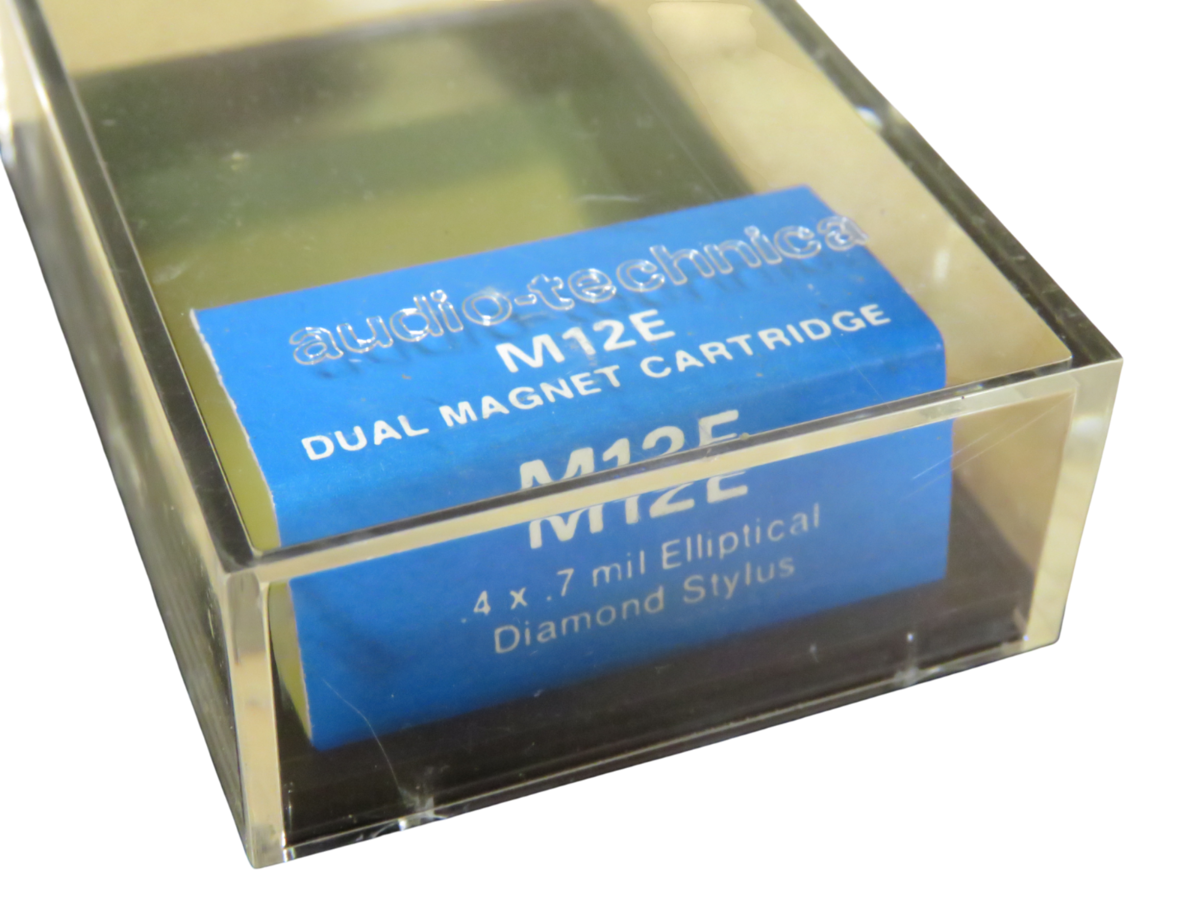 audio-technica
M12E
DUAL MAGNET CARTRIDGE
M12E
.4 x .7 mil Elliptical
Diamond Stylus